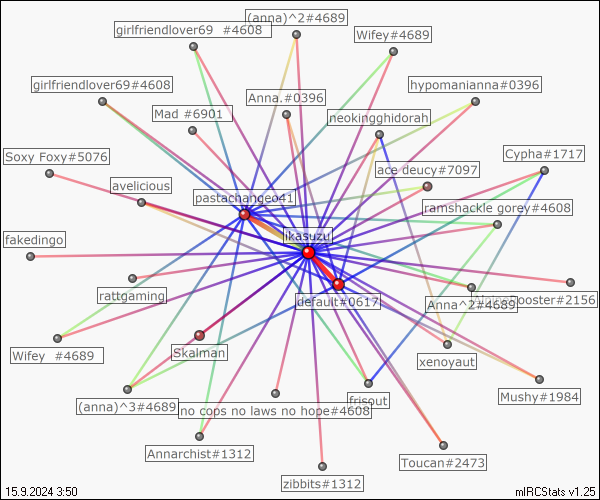 (anna)^2#4689
girlfriendlover69 #4608
Wifey#4689
girlfriendlover69#4608
hypomanianna#0396
Anna.#0396
Mad #6901
neokingghidorah
Soxy Foxy#5076
Cypha#1717
ace deucy#7097
avelicious
pastachangeo41
ramshackle gorey#4608
ikasuzu
fakedingo
rattgaming
default#0617
Anna^2#4689
ooster#2156
Wifey #4689
Skalman
xenoyaut
Mushy#1984
frisout
(anna)^3#4689
no cops no laws no hope#4608
Annarchist#1312
Toucan#2473
zibbits#1312
15.9.2024 3:50
mIRCStats v1.25